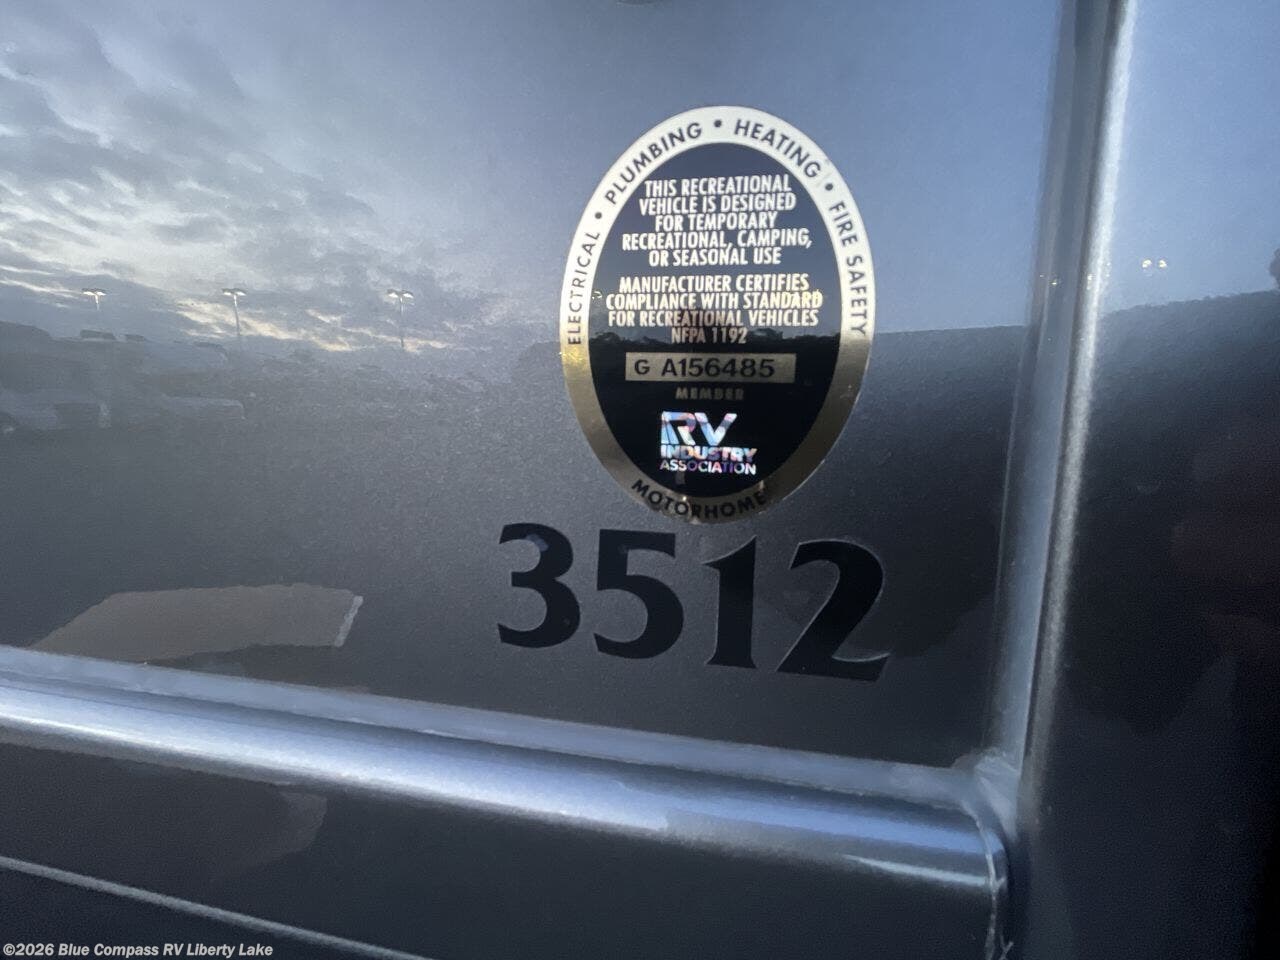 ELECTRICAL • PLUMBING • HEATING • FIRE SAFETY
THIS RECREATIONAL
VEHICLE IS DESIGNED
FOR TEMPORARY
RECREATIONAL, CAMPING,
OR SEASONAL USE
MANUFACTURER CERTIFIES
COMPLIANCE WITH STANDARD
FOR RECREATIONAL VEHICLES
NFPA 1192
G A156485
MEMBER
RV
INDUSTRY
ASSOCIATION
MOTORHOME
3512
©2026 Blue Compass RV Liberty Lake